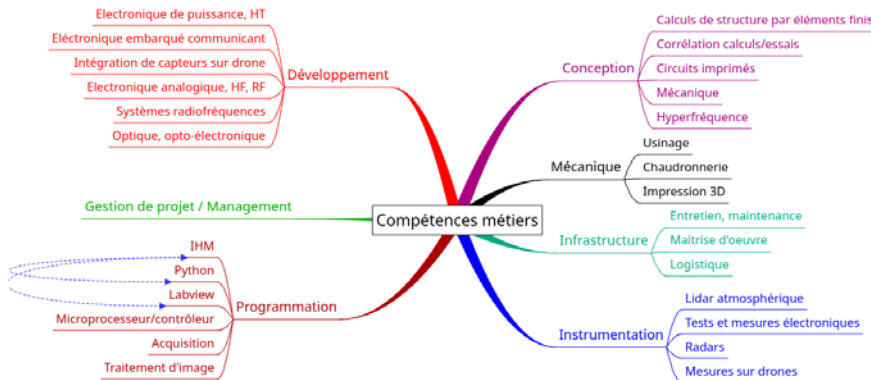 Electronique de puissance, HT
Eléctronique embarqué communicant
Intégration de capteurs sur drone
Electronique analogique, HF, RF
Systèmes radiofréquences
Optique, opto-électronique
Développement
Gestion de projet / Management
IHM
Python
Labview
Microprocesseur/contrôleur
Acquisition
Traitement d'image
Programmation
Compétences métiers
Conception
Calculs de structure par éléments finis
Corrélation calculs/essais
Circuits imprimés
Mécanique
Hyperfréquence
Mécanique
Usinage
Chaudronnerie
Impression 3D
Infrastructure
Entretien, maintenance
Maitrise d'oeuvre
Logistique
Instrumentation
Lidar atmosphérique
Tests et mesures électroniques
Radars
Mesures sur drones